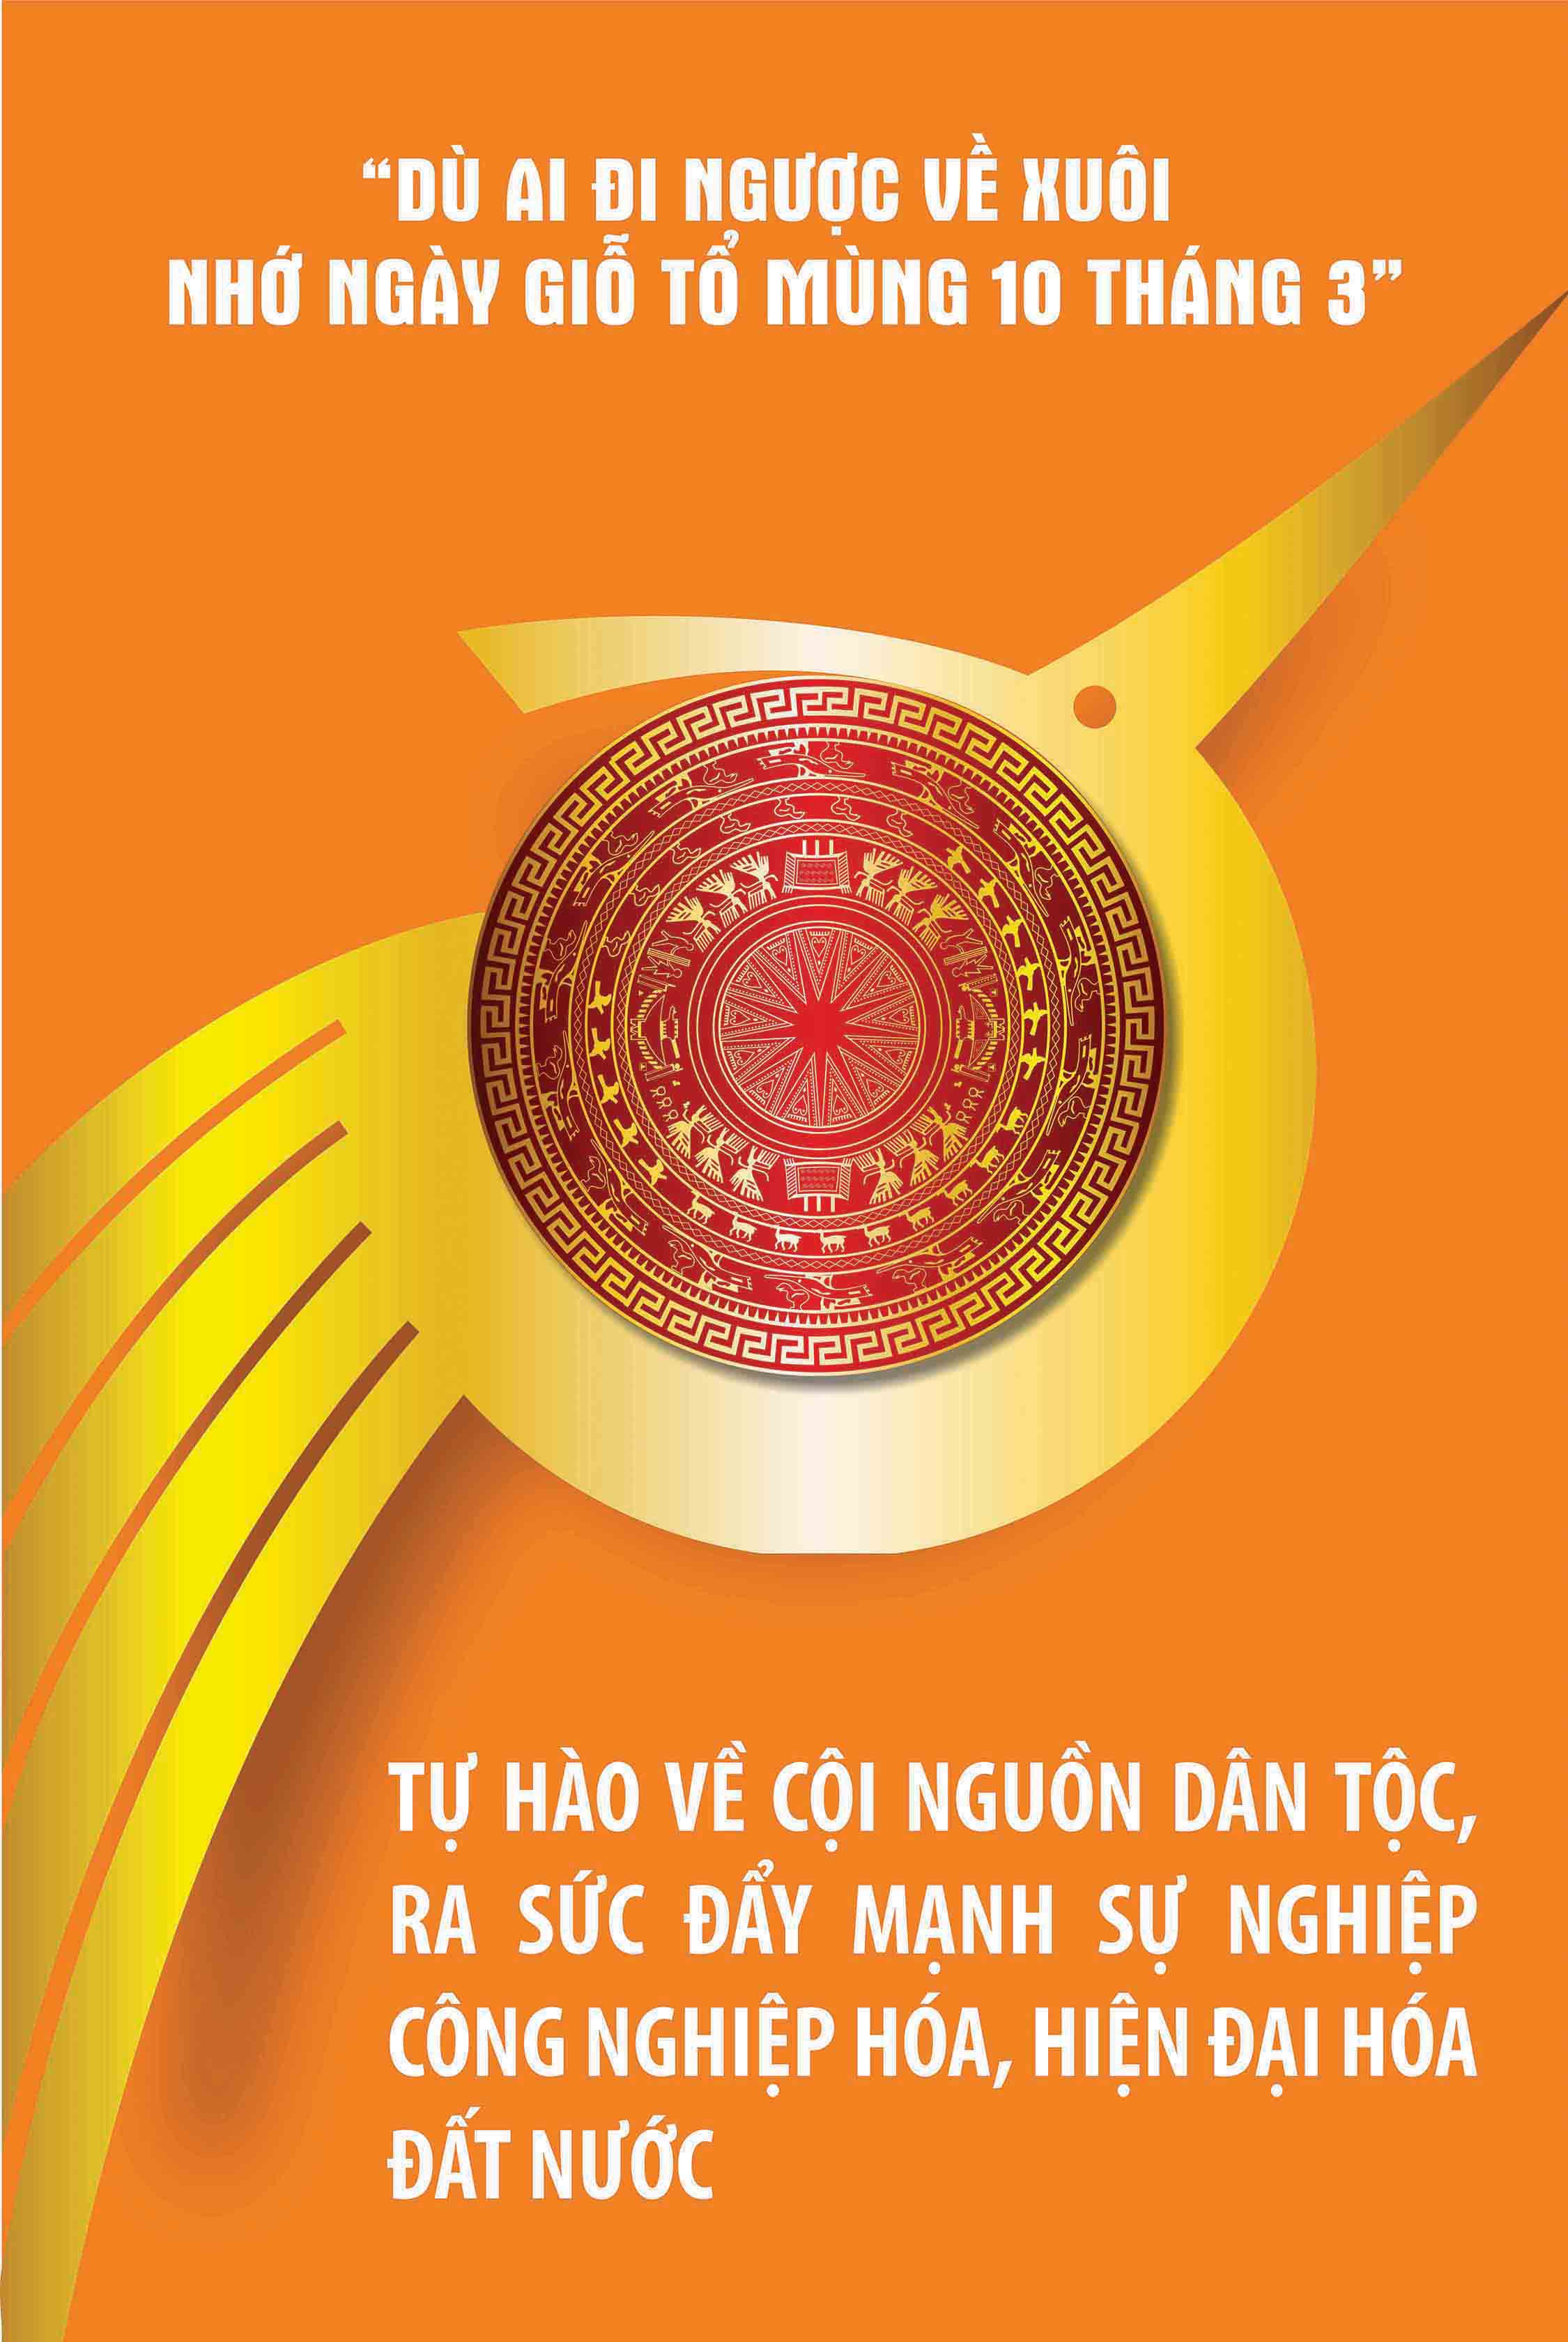 “DÙ AI ĐI NGƯỢC VỀ XUÔI
NHỚ NGÀY GIỖ TỔ MÙNG 10 THÁNG 3”
TỰ HÀO VỀ CỘI NGUỒN DÂN TỘC,
RA SỨC ĐẨY MẠNH SỰ NGHIỆP
CÔNG NGHIỆP HÓA, HIỆN ĐẠI HÓA
ĐẤT NƯỚC